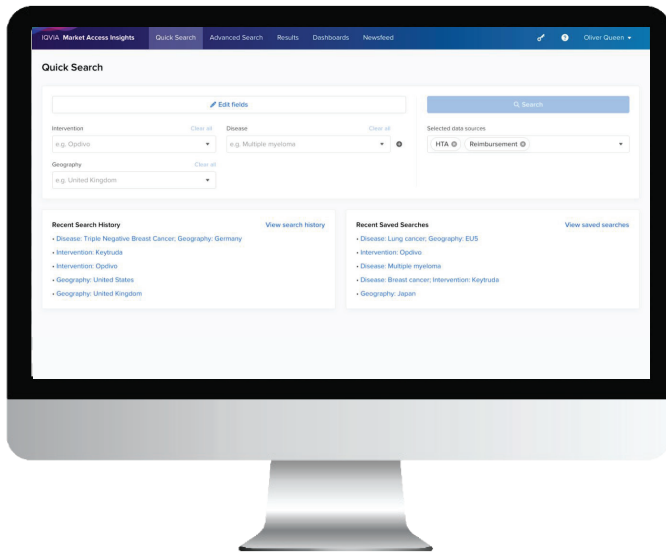 IQVIA Market Access Insights Quick Search Advanced Search Results Dashboards Newsfeed Oliver Queen
Quick Search
Edit fields
Search
Intervention Clear all Disease Clear all Selected data sources
e.g. Opdivo e.g. Multiple myeloma HTA Reimbursement
Geography Clear all
e.g. United Kingdom
Recent Search History View search history
• Disease: Triple Negative Breast Cancer; Geography: Germany
• Intervention: Keytruda
• Intervention: Opdivo
• Geography: United States
• Geography: United Kingdom
Recent Saved Searches View saved searches
• Disease: Lung cancer; Geography: EU5
• Intervention: Opdivo
• Disease: Multiple myeloma
• Disease: Breast cancer; Intervention: Keytruda
• Geography: Japan